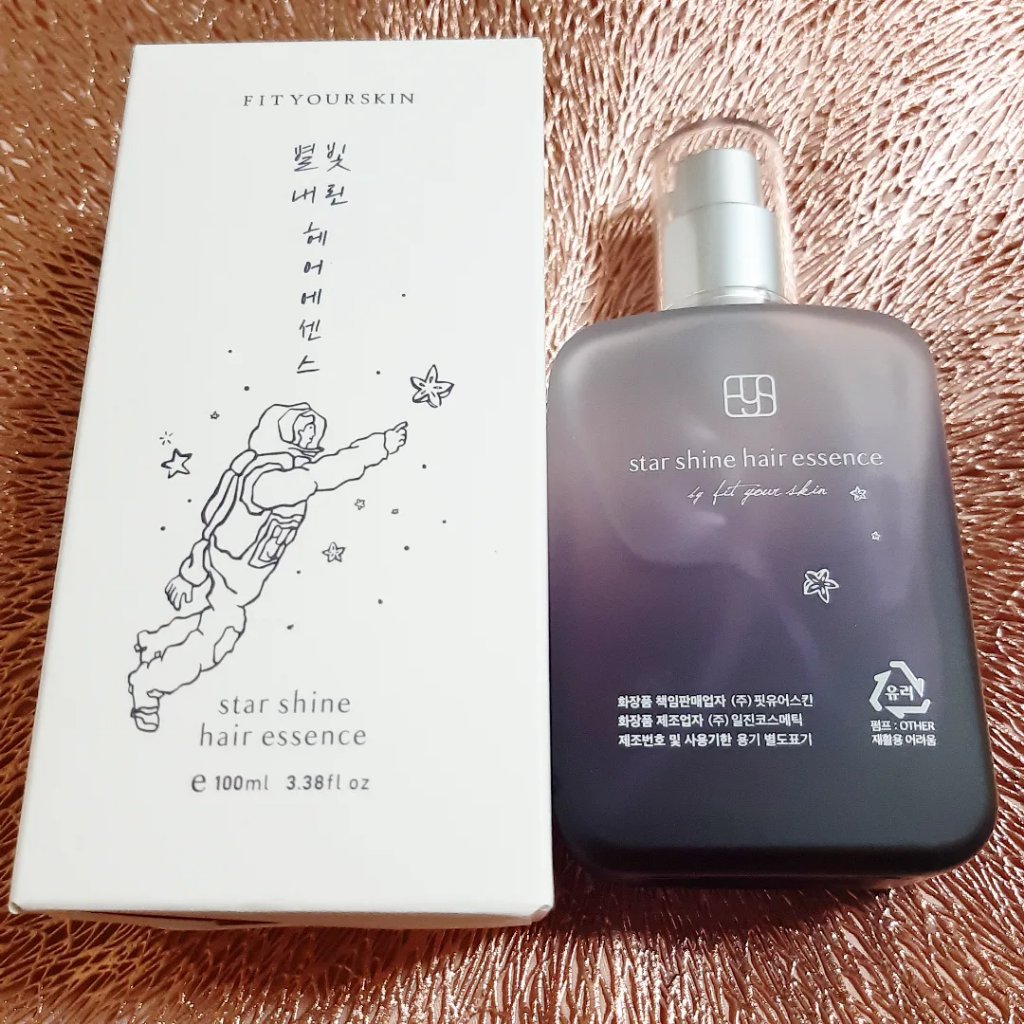 FITYOURSKIN
별빛
내린
헤어에센스
star shine
hair essence
e 100ml 3.38fl oz
fys
star shine hair essence
by fit your skin
화장품 책임판매업자 (주) 핏유어스킨
화장품 제조업자 (주) 일진코스메틱
제조번호 및 사용기한 용기 별도표기
유리
펌프 : OTHER
재활용 어려움